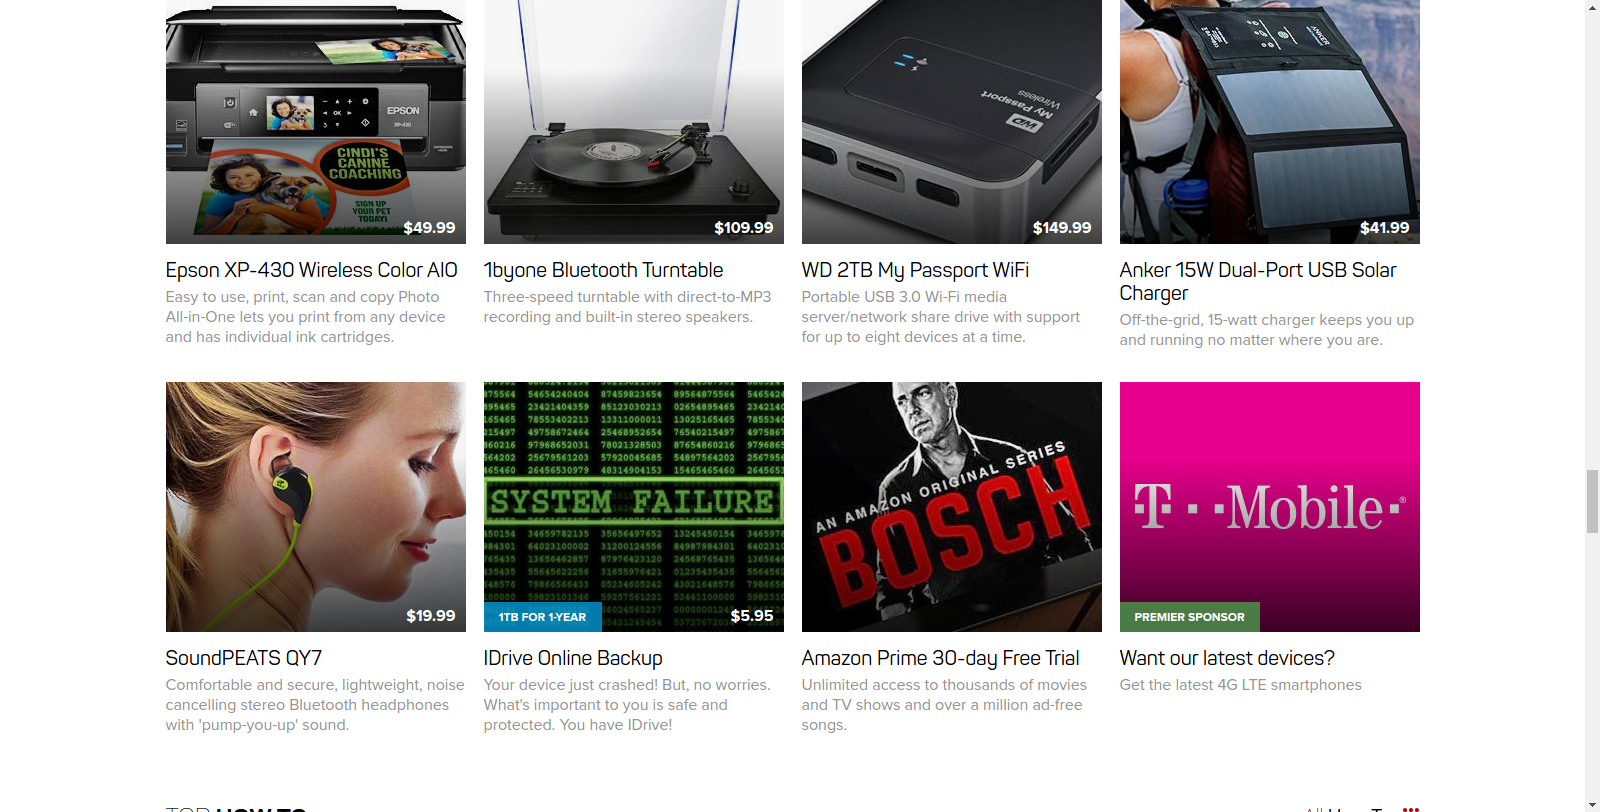 EPSON
XP-430
OK
CINDI'S
CANINE
COACHING
SIGN UP
YOUR PET
TODAY!
$49.99
$109.99
My Passport
Wireless
WD
$149.99
ANKER
$41.99
Epson XP-430 Wireless Color AIO
Easy to use, print, scan and copy Photo
All-in-One lets you print from any device
and has individual ink cartridges.
1byone Bluetooth Turntable
Three-speed turntable with direct-to-MP3
recording and built-in stereo speakers.
WD 2TB My Passport WiFi
Portable USB 3.0 Wi-Fi media
server/network share drive with support
for up to eight devices at a time.
Anker 15W Dual-Port USB Solar
Charger
Off-the-grid, 15-watt charger keeps you up
and running no matter where you are.
$19.99
SYSTEM FAILURE
1TB FOR 1-YEAR
$5.95
AN AMAZON ORIGINAL SERIES
BOSCH
T · · Mobile · ®
PREMIER SPONSOR
SoundPEATS QY7
Comfortable and secure, lightweight, noise
cancelling stereo Bluetooth headphones
with 'pump-you-up' sound.
IDrive Online Backup
Your device just crashed! But, no worries.
What's important to you is safe and
protected. You have IDrive!
Amazon Prime 30-day Free Trial
Unlimited access to thousands of movies
and TV shows and over a million ad-free
songs.
Want our latest devices?
Get the latest 4G LTE smartphones
TOP HOW TO
All How To